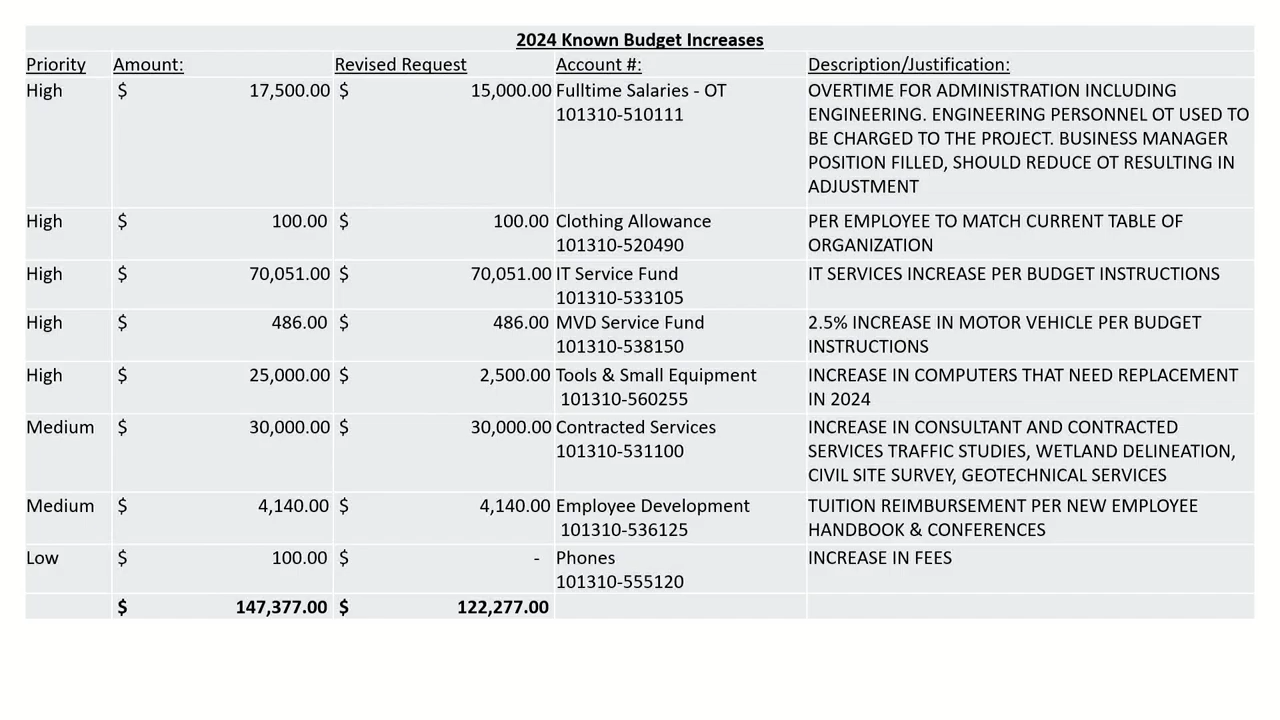 2024 Known Budget Increases
Priority Amount: Revised Request Account #: Description/Justification:
High $ 17,500.00 $ 15,000.00 Fulltime Salaries - OT OVERTIME FOR ADMINISTRATION INCLUDING
101310-510111 ENGINEERING. ENGINEERING PERSONNEL OT USED TO
BE CHARGED TO THE PROJECT. BUSINESS MANAGER
POSITION FILLED, SHOULD REDUCE OT RESULTING IN
ADJUSTMENT
High $ 100.00 $ 100.00 Clothing Allowance PER EMPLOYEE TO MATCH CURRENT TABLE OF
101310-520490 ORGANIZATION
High $ 70,051.00 $ 70,051.00 IT Service Fund IT SERVICES INCREASE PER BUDGET INSTRUCTIONS
101310-533105
High $ 486.00 $ 486.00 MVD Service Fund 2.5% INCREASE IN MOTOR VEHICLE PER BUDGET
101310-538150 INSTRUCTIONS
High $ 25,000.00 $ 2,500.00 Tools & Small Equipment INCREASE IN COMPUTERS THAT NEED REPLACEMENT
101310-560255 IN 2024
Medium $ 30,000.00 $ 30,000.00 Contracted Services INCREASE IN CONSULTANT AND CONTRACTED
101310-531100 SERVICES TRAFFIC STUDIES, WETLAND DELINEATION,
CIVIL SITE SURVEY, GEOTECHNICAL SERVICES
Medium $ 4,140.00 $ 4,140.00 Employee Development TUITION REIMBURSEMENT PER NEW EMPLOYEE
101310-536125 HANDBOOK & CONFERENCES
Low $ 100.00 $ - Phones INCREASE IN FEES
101310-555120
$ 147,377.00 $ 122,277.00